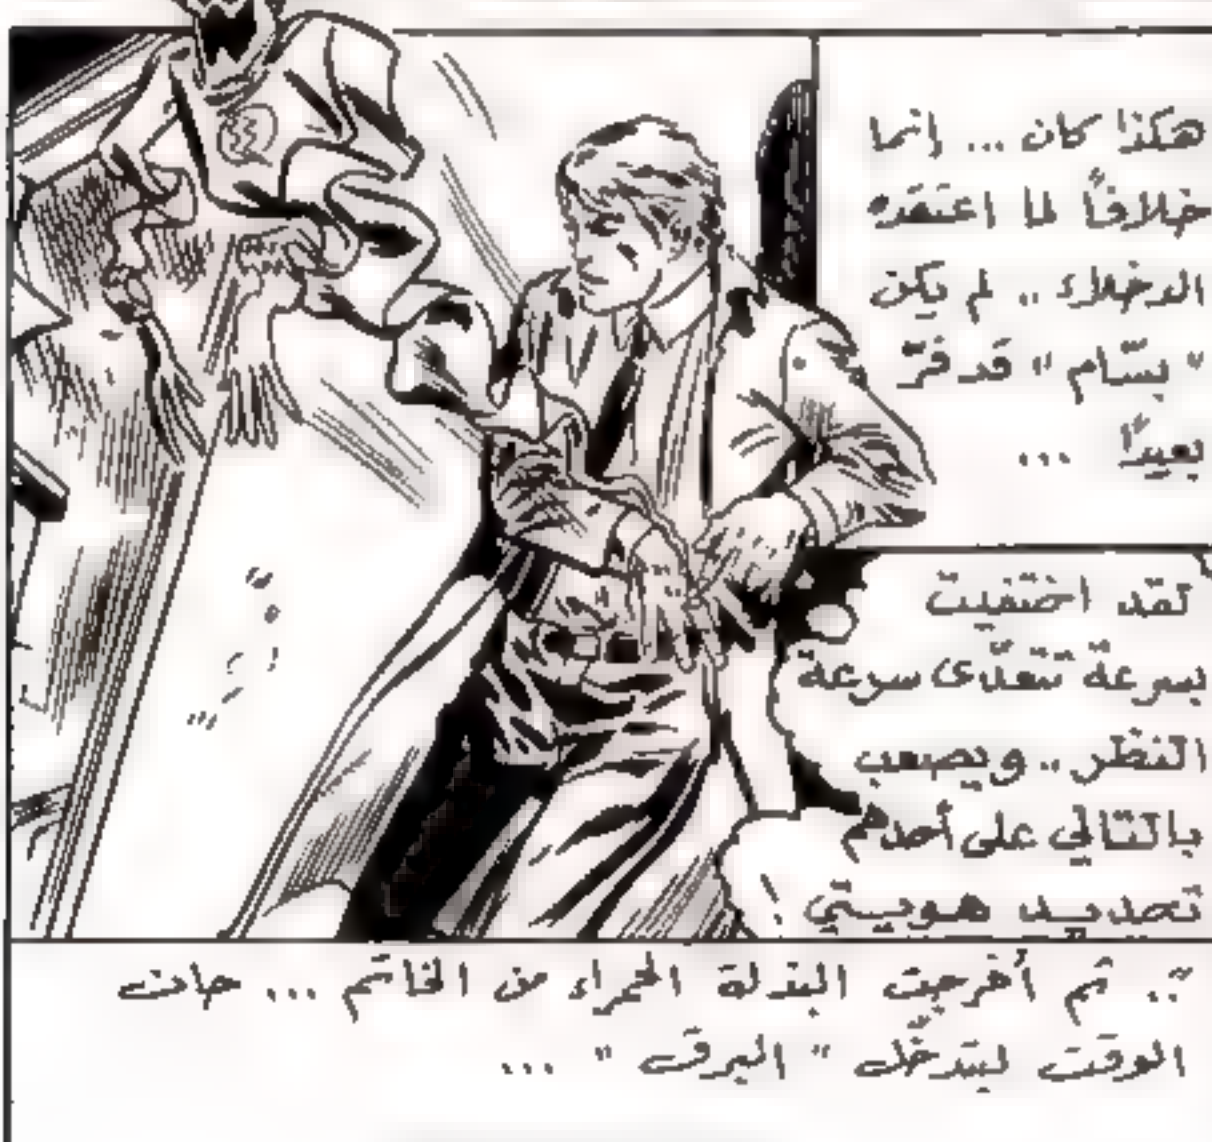 هكذا كان ... انما
خلافاً لما اعتقده
الدخلاء .. لم يكن
" بسّام " قد فرّ
بعيداً ...
لقد اختفيت
بسرعة تتعدّى سرعة
النظر .. ويصعب
بالتالي على أحدهم
تحديد هويتي !
.. ثم أخرجت البذلة الحمراء من الخاتم ... حان
الوقت ليتدخّل " البرق " ...